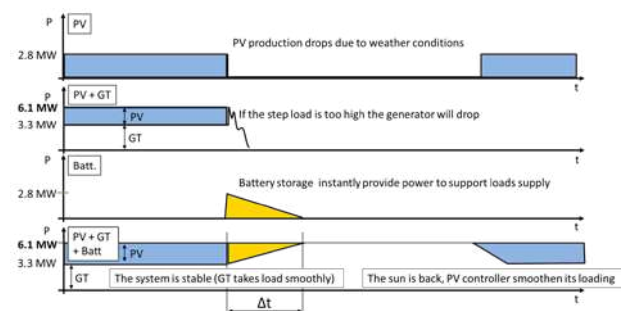 P
PV
PV production drops due to weather conditions
2.8 MW
t
P
PV + GT
6.1 MW
PV
If the step load is too high the generator will drop
3.3 MW
GT
t
P
Batt.
Battery storage instantly provide power to support loads supply
2.8 MW
t
P
PV + GT
+ Batt
6.1 MW
PV
3.3 MW
GT
The system is stable (GT takes load smoothly)
The sun is back, PV controller smoothen its loading
t
Δt